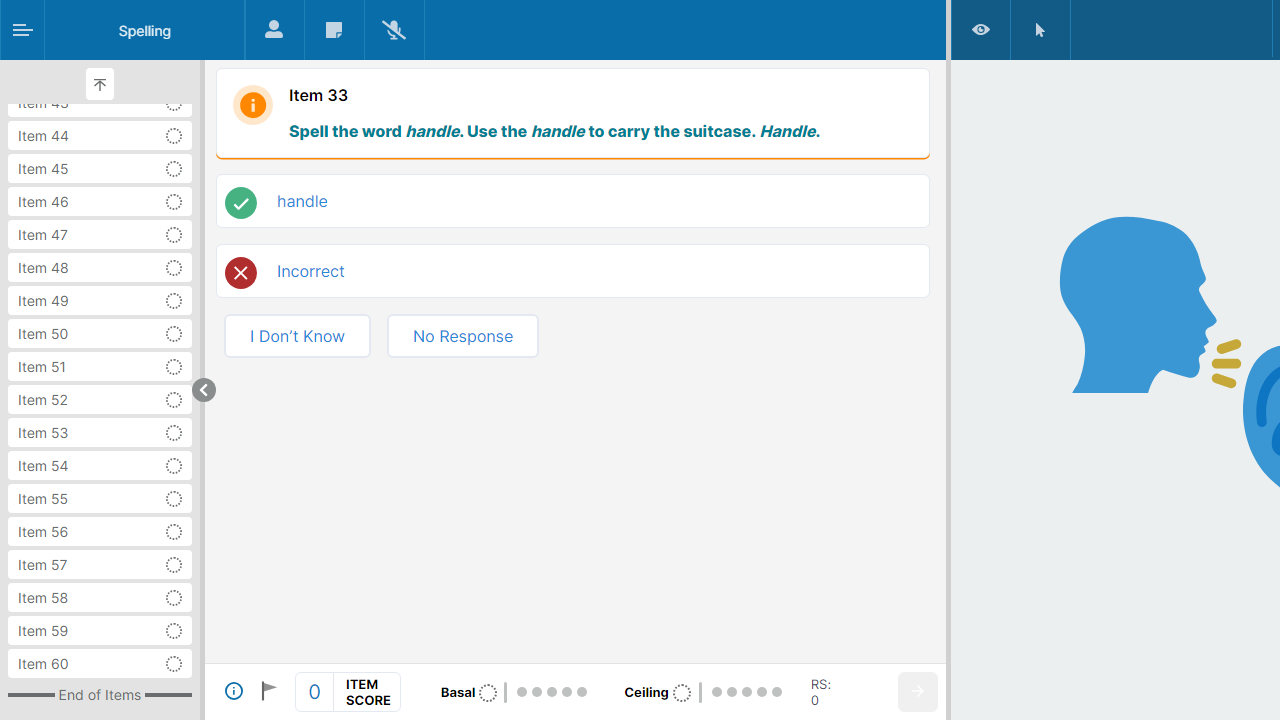 Spelling
Item 44
Item 45
Item 46
Item 47
Item 48
Item 49
Item 50
Item 51
Item 52
Item 53
Item 54
Item 55
Item 56
Item 57
Item 58
Item 59
Item 60
End of Items
Item 33
Spell the word handle. Use the handle to carry the suitcase. Handle.
handle
Incorrect
I Don’t Know
No Response
0
ITEM
SCORE
Basal
Ceiling
RS:
0